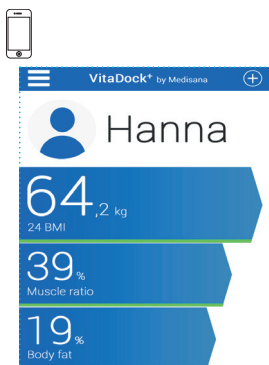 VitaDock+ by Medisana
Hanna
64,2 kg
24 BMI
39%
Muscle ratio
19%
Body fat